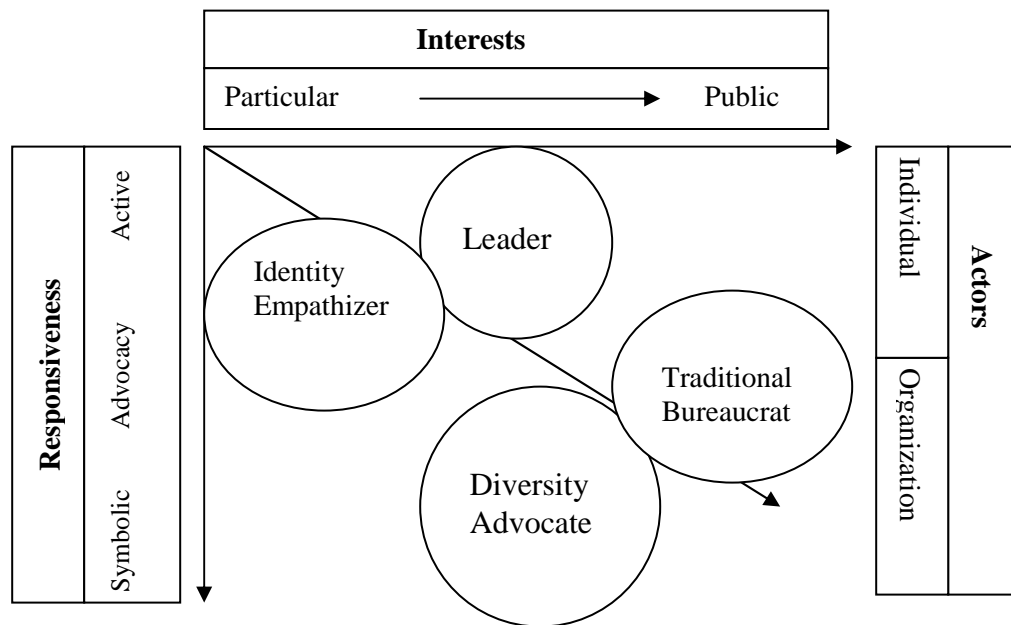 Interests
Particular
Public
Responsiveness
Active
Advocacy
Symbolic
Leader
Identity
Empathizer
Traditional
Bureaucrat
Diversity
Advocate
Individual
Organization
Actors